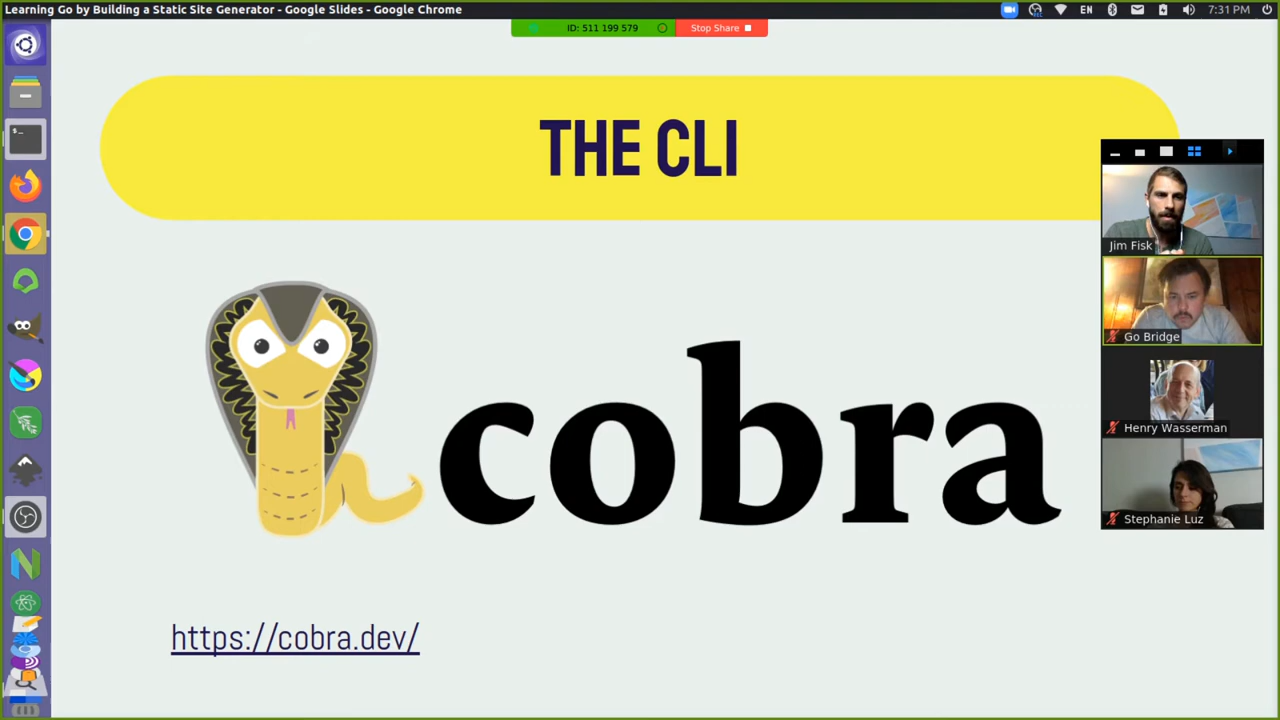 Learning Go by Building a Static Site Generator - Google Slides - Google Chrome
EN
7:31 PM
ID: 511 199 579
Stop Share
THE CLI
Jim Fisk
Go Bridge
cobra
Henry Wasserman
Stephanie Luz
https://cobra.dev/